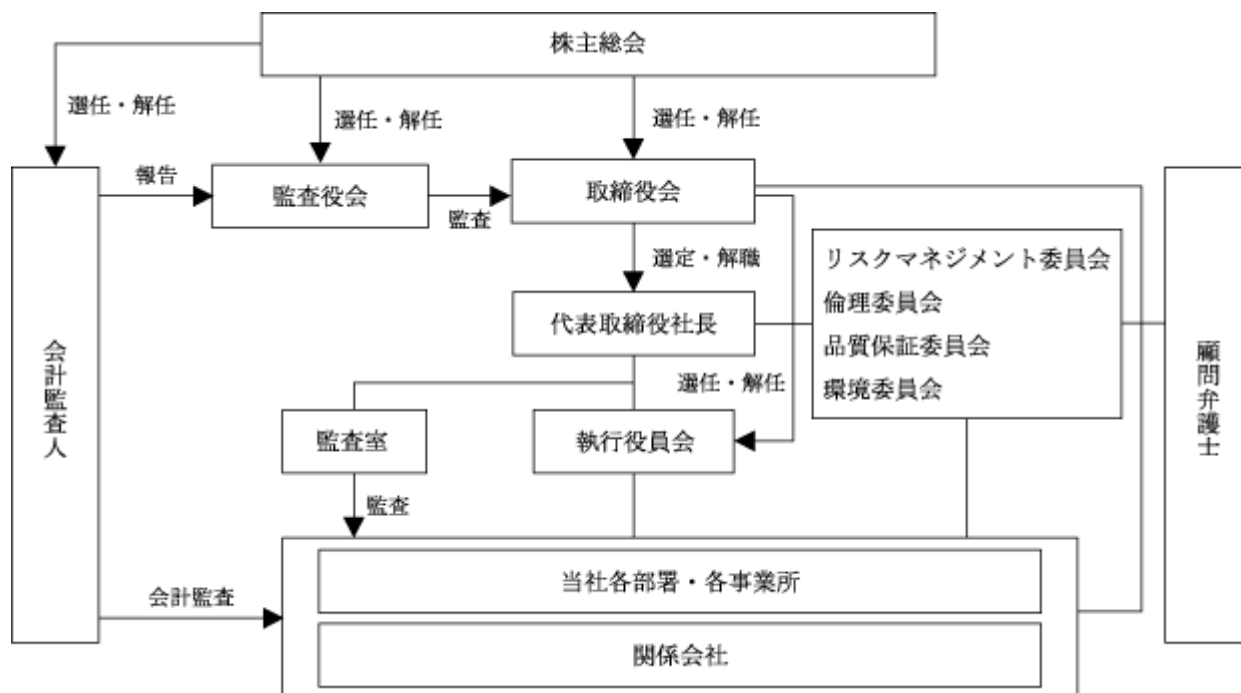 株主総会
選任・解任
選任・解任
選任・解任
報告
監査役会
監査
取締役会
選定・解職
リスクマネジメント委員会
倫理委員会
品質保証委員会
環境委員会
代表取締役社長
会計監査人
顧問弁護士
選任・解任
監査室
執行役員会
監査
当社各部署・各事業所
会計監査
関係会社